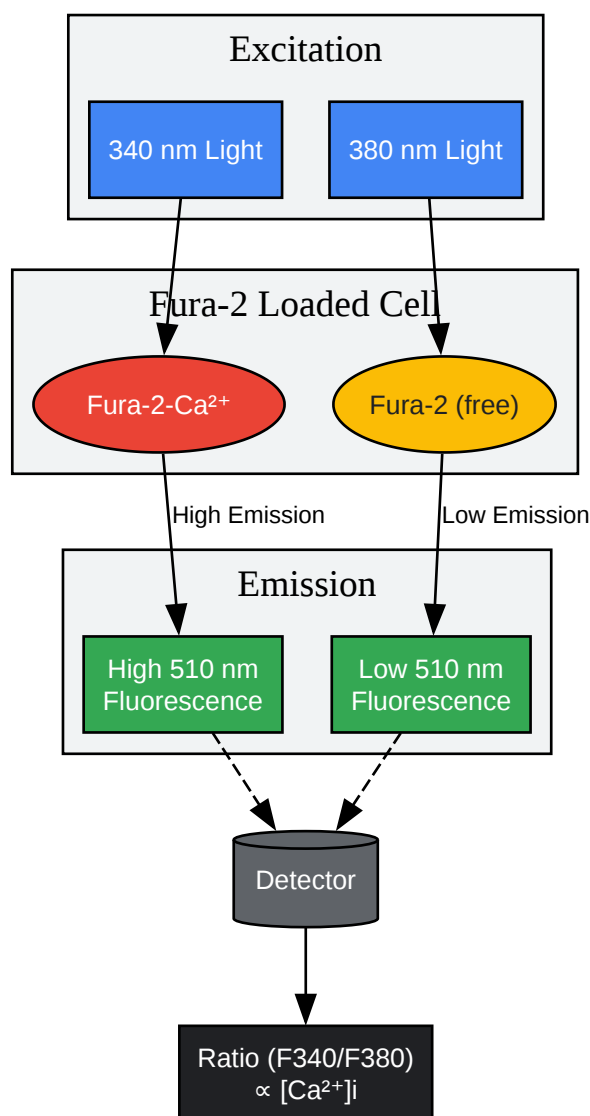 Excitation
340 nm Light
380 nm Light
Fura-2 Loaded Cell
Fura-2-Ca²⁺
Fura-2 (free)
High Emission
Low Emission
Emission
High 510 nm
Fluorescence
Low 510 nm
Fluorescence
Detector
Ratio (F340/F380)
∝ [Ca²⁺]i